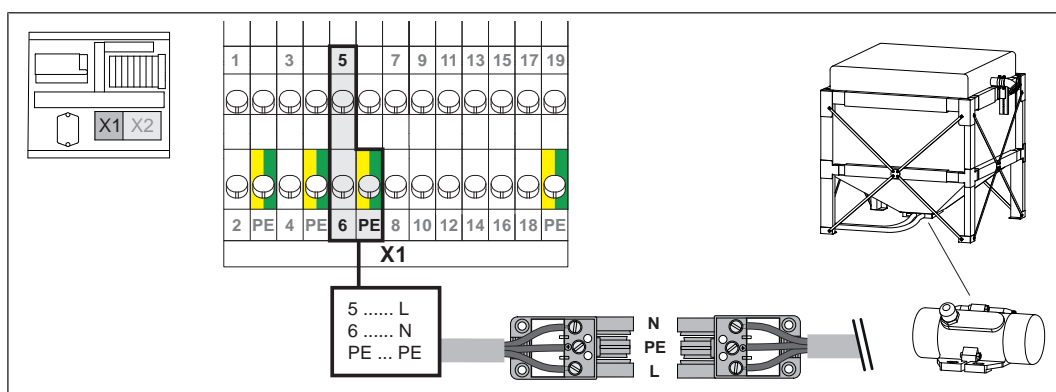 X1 X2
1 3 5 7 9 11 13 15 17 19
2 PE 4 PE 6 PE 8 10 12 14 16 18 PE
X1
5 ...... L
6 ...... N
PE ... PE
N
PE
L